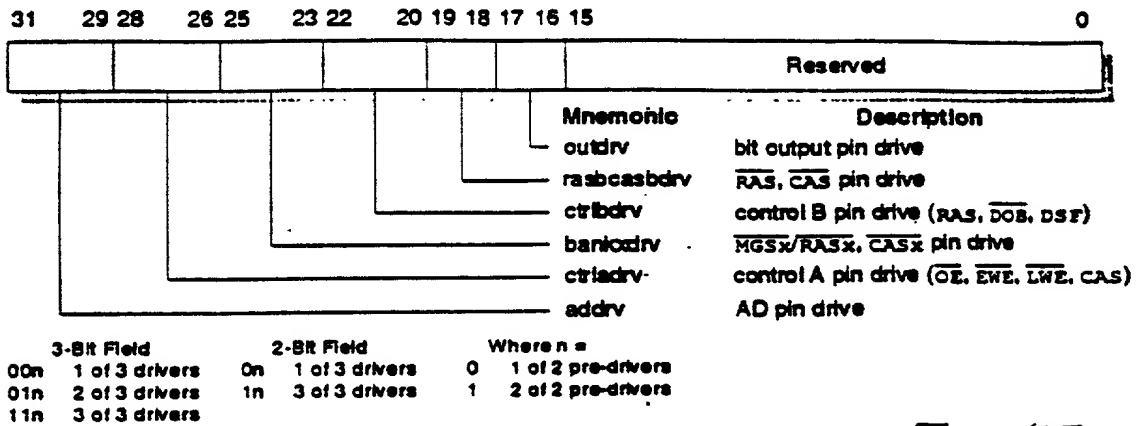 31 29 28 26 25 23 22 20 19 18 17 16 15 0
Reserved
Mnemonic Description
outdrv bit output pin drive
rasbcasbdrv RAS, CAS pin drive
ctrlbdrv control B pin drive (RAS, DOB, DSF)
bankxdrv MGSx/RASx, CASx pin drive
ctrladrv control A pin drive (OE, EWE, LWE, CAS)
addrv AD pin drive
3-Bit Field 2-Bit Field Where n =
00n 1 of 3 drivers 0n 1 of 3 drivers 0 1 of 2 pre-drivers
01n 2 of 3 drivers 1n 3 of 3 drivers 1 2 of 2 pre-drivers
11n 3 of 3 drivers